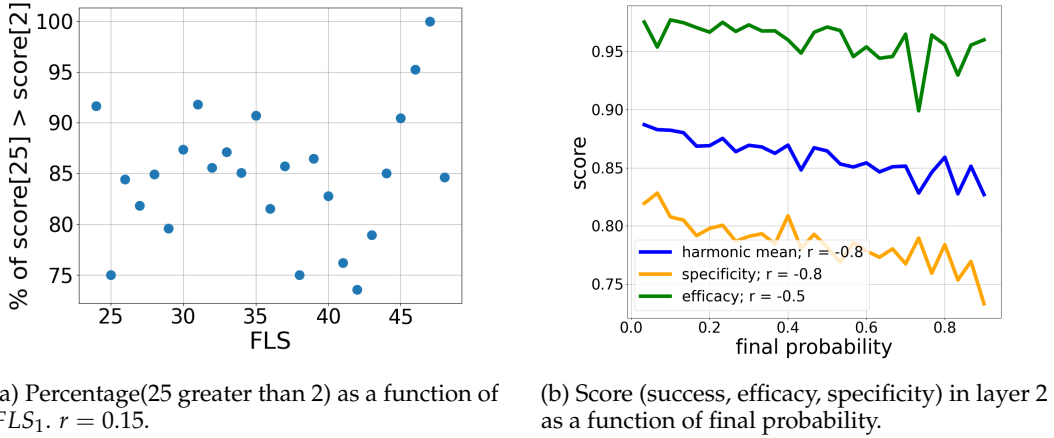 % of score[25] > score[2]
100
95
90
85
80
75
25
30
35
40
45
FLS
score
0.95
0.90
0.85
0.80
0.75
harmonic mean; r = -0.8
specificity; r = -0.8
efficacy; r = -0.5
0.0
0.2
0.4
0.6
0.8
final probability
a) Percentage(25 greater than 2) as a function of
FLS₁. r = 0.15.
(b) Score (success, efficacy, specificity) in layer 2
as a function of final probability.